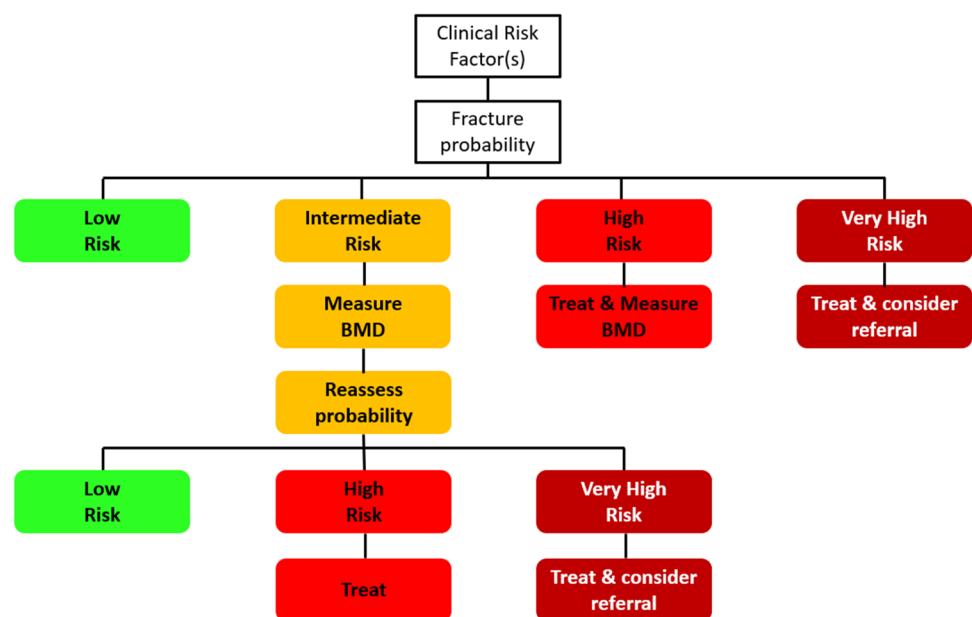 Clinical Risk
Factor(s)
Fracture
probability
Low
Risk
Intermediate
Risk
High
Risk
Very High
Risk
Measure
BMD
Treat & Measure
BMD
Treat & consider
referral
Reassess
probability
Low
Risk
High
Risk
Very High
Risk
Treat
Treat & consider
referral